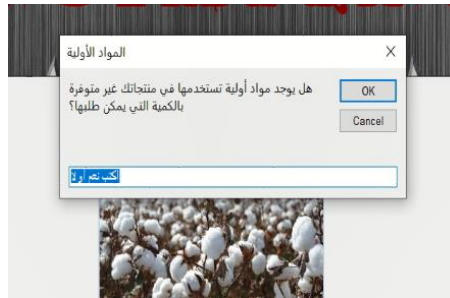 المواد الأولية
هل يوجد مواد أولية تستخدمها في منتجاتك غير متوفرة
بالكمية التي يمكن طلبها؟
OK
Cancel
اكتب نعم أو لا